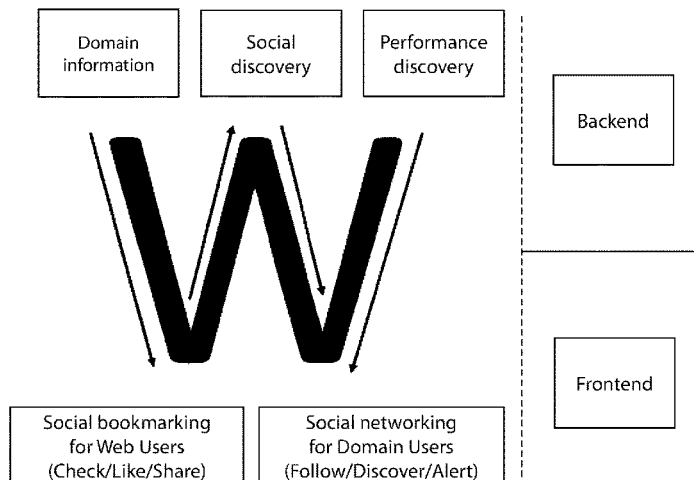 Domain
information
Social
discovery
Performance
discovery
Backend
W
Frontend
Social bookmarking
for Web Users
(Check/Like/Share)
Social networking
for Domain Users
(Follow/Discover/Alert)